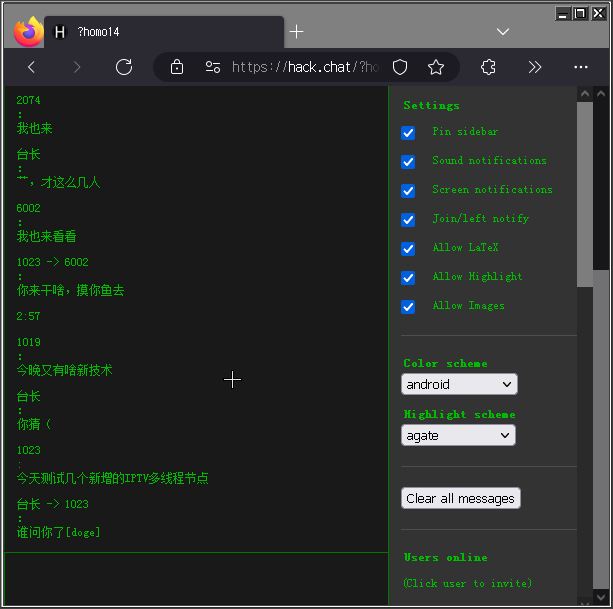 ?homo14
https://hack.chat/?ho
2074
:
我也来
台长
:
艹，才这么几人
6002
:
我也来看看
1023 -> 6002
:
你来干啥，摸你鱼去
2:57
1019
:
今晚又有啥新技术
台长
:
你猜（
1023
:
今天测试几个新增的IPTV多线程节点
台长 -> 1023
:
谁问你了[doge]
Settings
Pin sidebar
Sound notifications
Screen notifications
Join/left notify
Allow LaTeX
Allow Highlight
Allow Images
Color scheme
android
Highlight scheme
agate
Clear all messages
Users online
(Click user to invite)